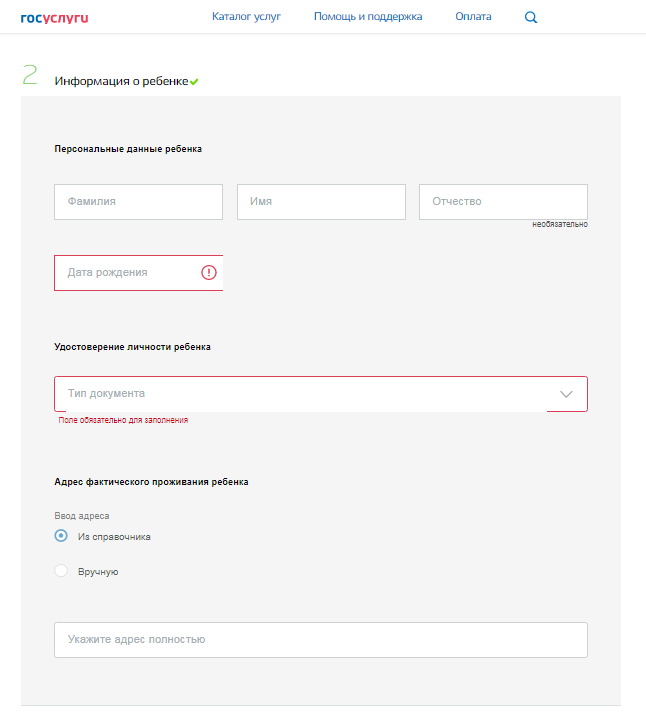 госуслуги Каталог услуг Помощь и поддержка Оплата
2 Информация о ребенке
Персональные данные ребенка
Фамилия Имя Отчество
необязательно
Дата рождения
Удостоверение личности ребенка
Тип документа
Поле обязательно для заполнения
Адрес фактического проживания ребенка
Ввод адреса
Из справочника
Вручную
Укажите адрес полностью